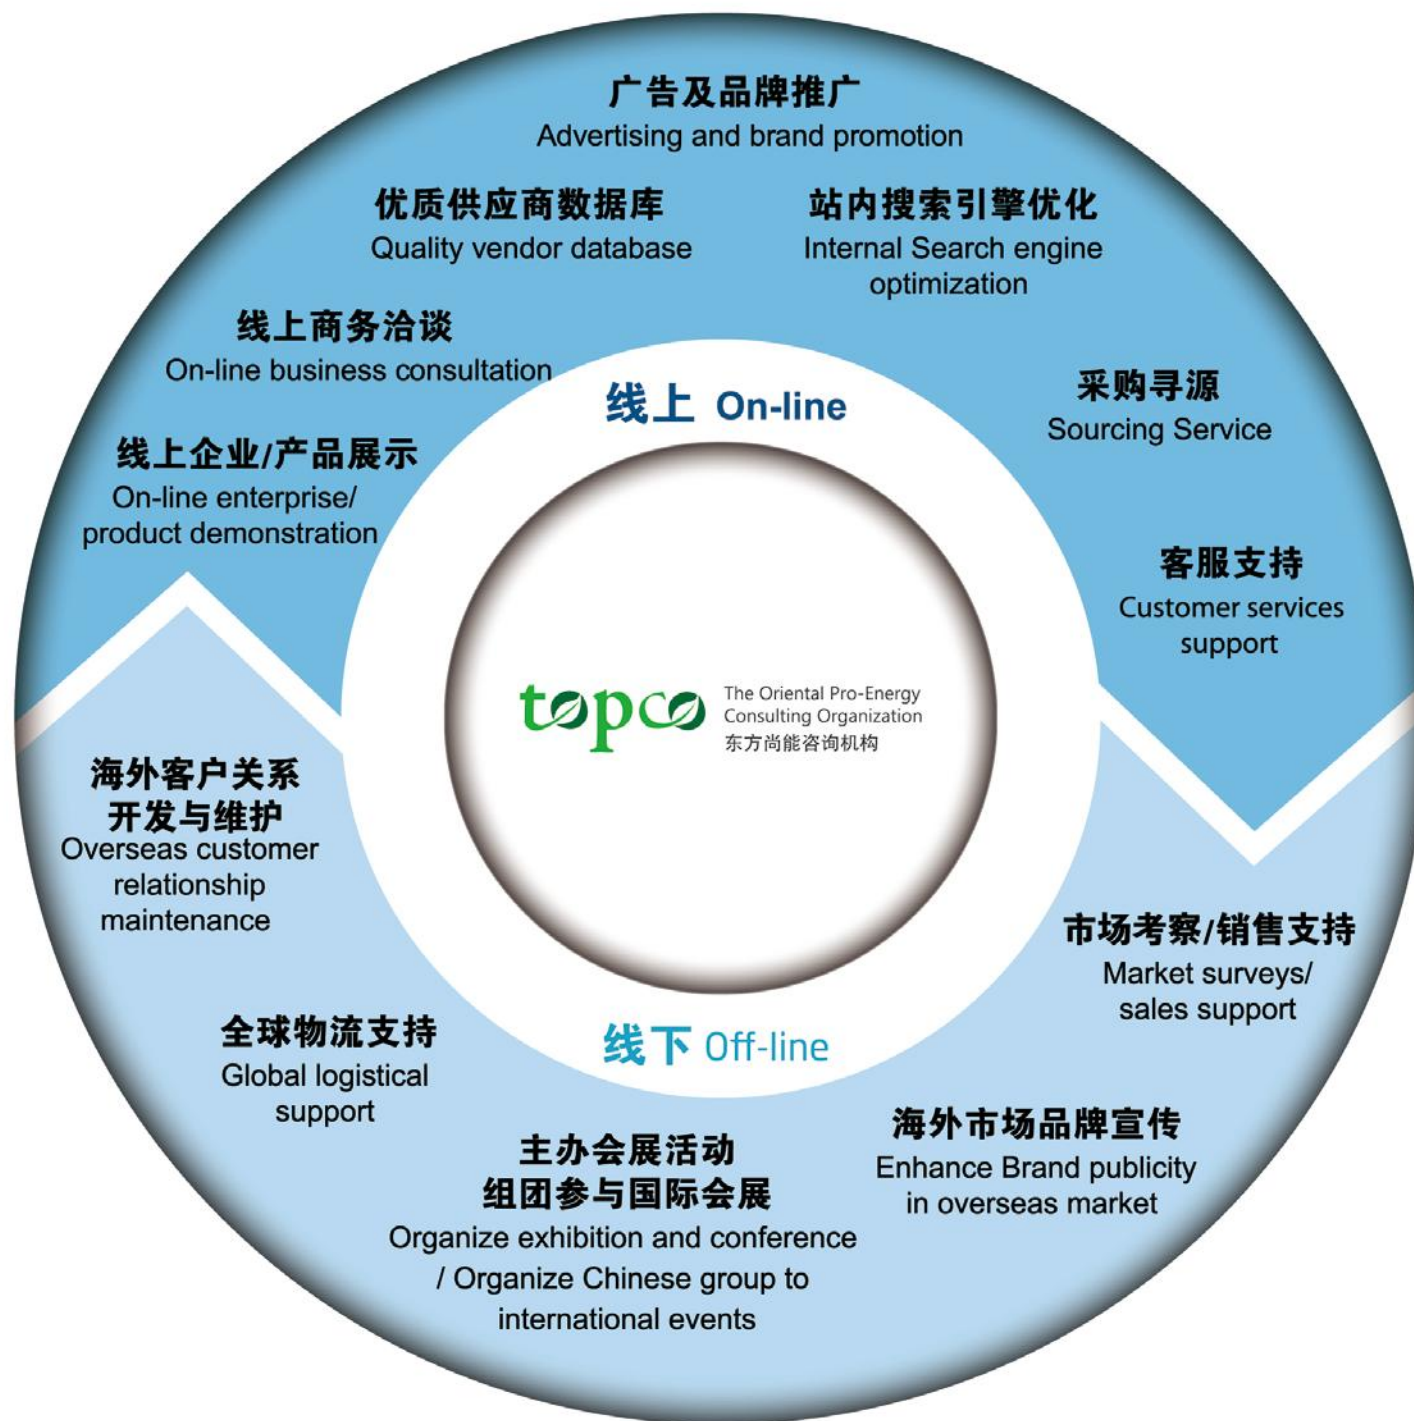 广告及品牌推广
Advertising and brand promotion
优质供应商数据库
Quality vendor database
站内搜索引擎优化
Internal Search engine
optimization
线上商务洽谈
On-line business consultation
采购寻源
Sourcing Service
线上企业/产品展示
On-line enterprise/
product demonstration
客服支持
Customer services
support
线上 On-line
topco
The Oriental Pro-Energy
Consulting Organization
东方尚能咨询机构
线下 Off-line
海外客户关系
开发与维护
Overseas customer
relationship
maintenance
市场考察/销售支持
Market surveys/
sales support
全球物流支持
Global logistical
support
海外市场品牌宣传
Enhance Brand publicity
in overseas market
主办会展活动
组团参与国际会展
Organize exhibition and conference
/ Organize Chinese group to
international events